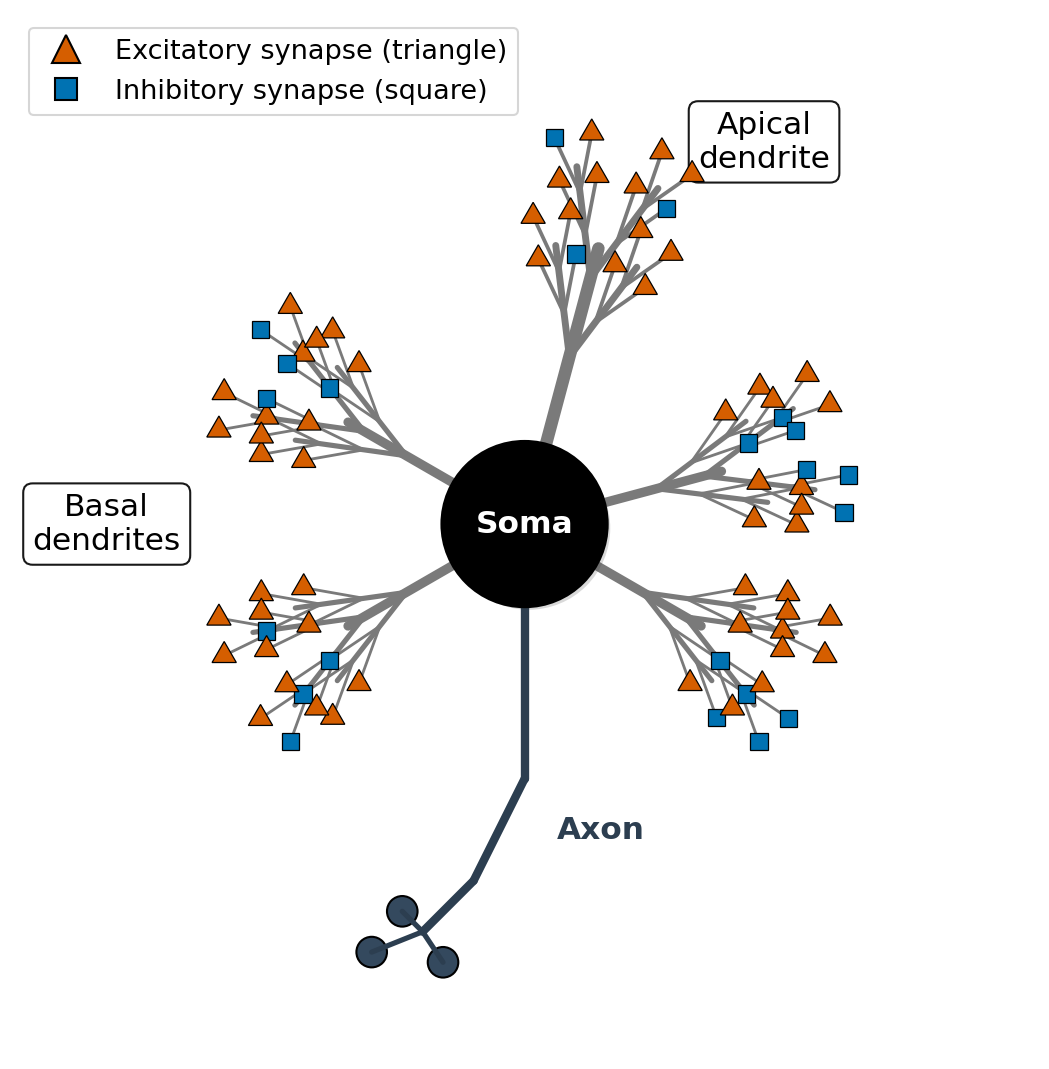 Excitatory synapse (triangle)
Inhibitory synapse (square)
Apical
dendrite
Basal
dendrites
Soma
Axon